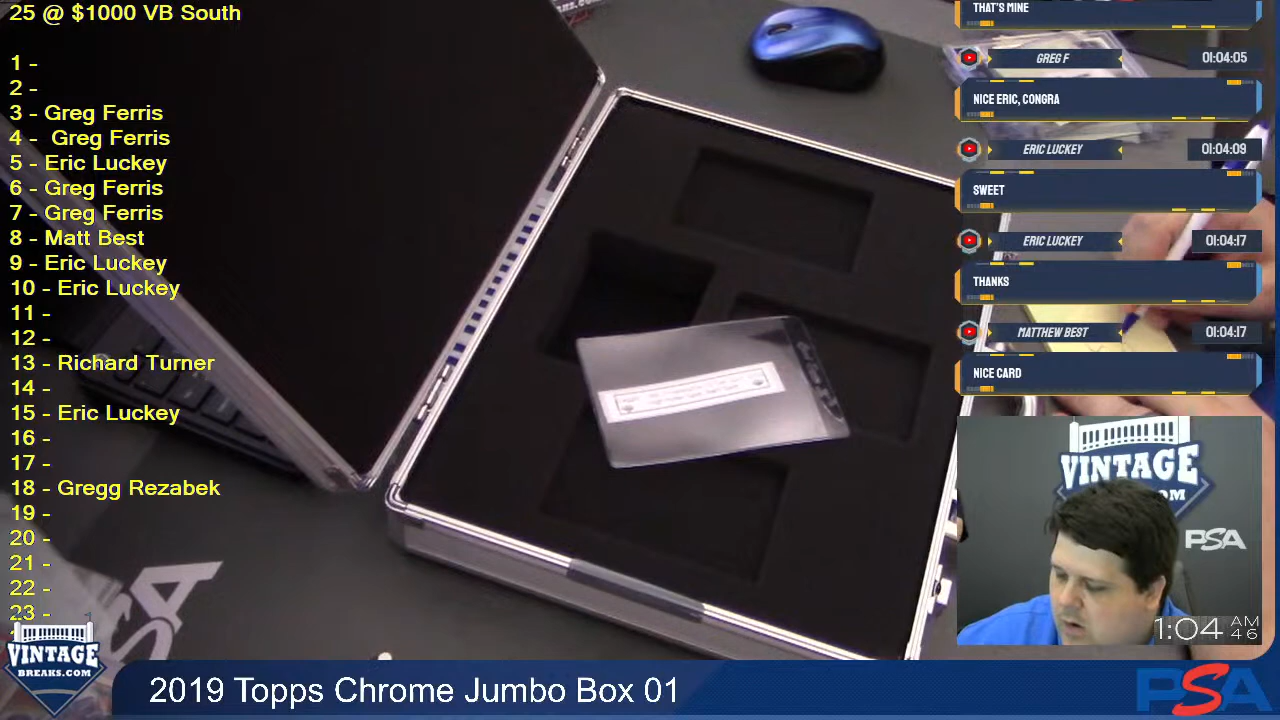 25 @ $1000 VB South
1 -
2 -
3 - Greg Ferris
4 - Greg Ferris
5 - Eric Luckey
6 - Greg Ferris
7 - Greg Ferris
8 - Matt Best
9 - Eric Luckey
10 - Eric Luckey
11 -
12 -
13 - Richard Turner
14 -
15 - Eric Luckey
16 -
17 -
18 - Gregg Rezabek
19 -
20 -
21 -
22 -
23 -
THAT'S MINE
GREG F
01:04:05
NICE ERIC, CONGRA
ERIC LUCKEY
01:04:09
SWEET
ERIC LUCKEY
01:04:17
THANKS
MATTHEW BEST
01:04:17
NICE CARD
VINTAGE
OM
PSA
1:04 AM
46
PSA
VINTAGE
BREAKS.COM
2019 Topps Chrome Jumbo Box 01
PSA